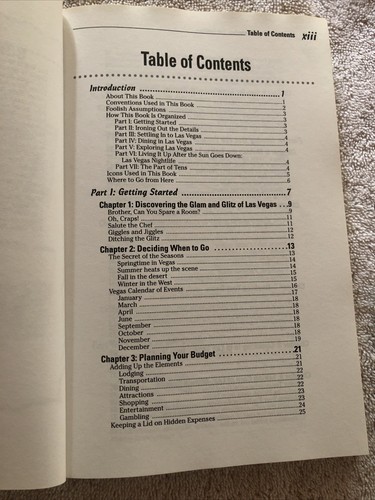 Table of Contents xiii
Table of Contents
Introduction 1
About This Book 1
Conventions Used in This Book 2
Foolish Assumptions 3
How This Book is Organized 3
Part I: Getting Started 3
Part II: Ironing Out the Details 3
Part III: Settling In to Las Vegas 4
Part IV: Dining in Las Vegas 4
Part V: Exploring Las Vegas 4
Part VI: Living It Up After the Sun Goes Down:
Las Vegas Nightlife 4
Part VII: The Part of Tens 4
Icons Used in This Book 5
Where to Go from Here 6
Part I: Getting Started 7
Chapter 1: Discovering the Glam and Glitz of Las Vegas ...9
Brother, Can You Spare a Room? 9
Oh, Craps! 9
Salute the Chef 11
Giggles and Jiggles 12
Ditching the Glitz 12
Chapter 2: Deciding When to Go 13
The Secret of the Seasons 13
Springtime in Vegas 14
Summer heats up the scene 14
Fall in the desert 15
Winter in the West 15
Vegas Calendar of Events 16
January 17
March 18
April 18
June 18
September 18
October 18
November 18
December 19
Chapter 3: Planning Your Budget 21
Adding Up the Elements 21
Lodging 21
Transportation 22
Dining 22
Attractions 22
Shopping 23
Entertainment 23
Gambling 24
Keeping a Lid on Hidden Expenses 25